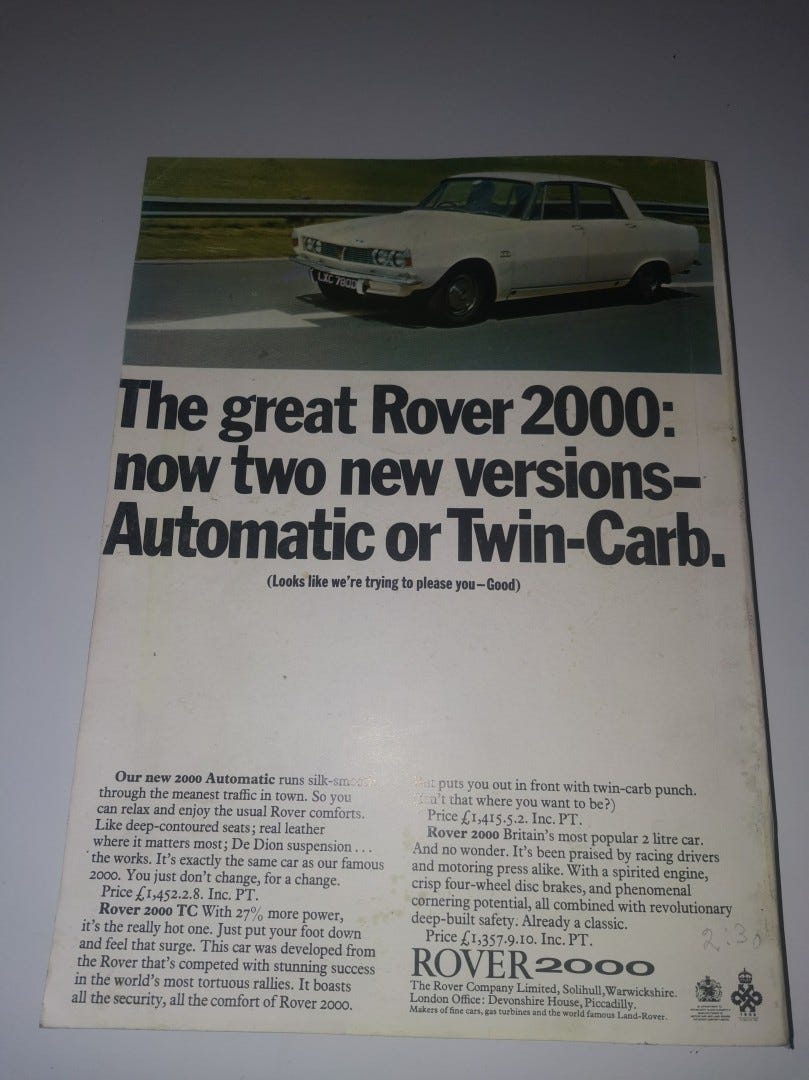 LXC 780D
The great Rover 2000:
now two new versions–
Automatic or Twin-Carb.
(Looks like we're trying to please you–Good)
Our new 2000 Automatic runs silk-smooth
through the meanest traffic in town. So you
can relax and enjoy the usual Rover comforts.
Like deep-contoured seats; real leather
where it matters most; De Dion suspension...
the works. It's exactly the same car as our famous
2000. You just don't change, for a change.
Price £1,452.2.8. Inc. PT.
Rover 2000 TC With 27% more power,
it's the really hot one. Just put your foot down
and feel that surge. This car was developed from
the Rover that's competed with stunning success
in the world's most tortuous rallies. It boasts
all the security, all the comfort of Rover 2000.
puts you out in front with twin-carb punch.
that where you want to be?)
Price £1,415.5.2. Inc. PT.
Rover 2000 Britain's most popular 2 litre car.
And no wonder. It's been praised by racing drivers
and motoring press alike. With a spirited engine,
crisp four-wheel disc brakes, and phenomenal
cornering potential, all combined with revolutionary
deep-built safety. Already a classic.
Price £1,357.9.10. Inc. PT.
2:30
ROVER 2000
The Rover Company Limited, Solihull, Warwickshire.
London Office: Devonshire House, Piccadilly.
Makers of fine cars, gas turbines and the world famous Land-Rover.